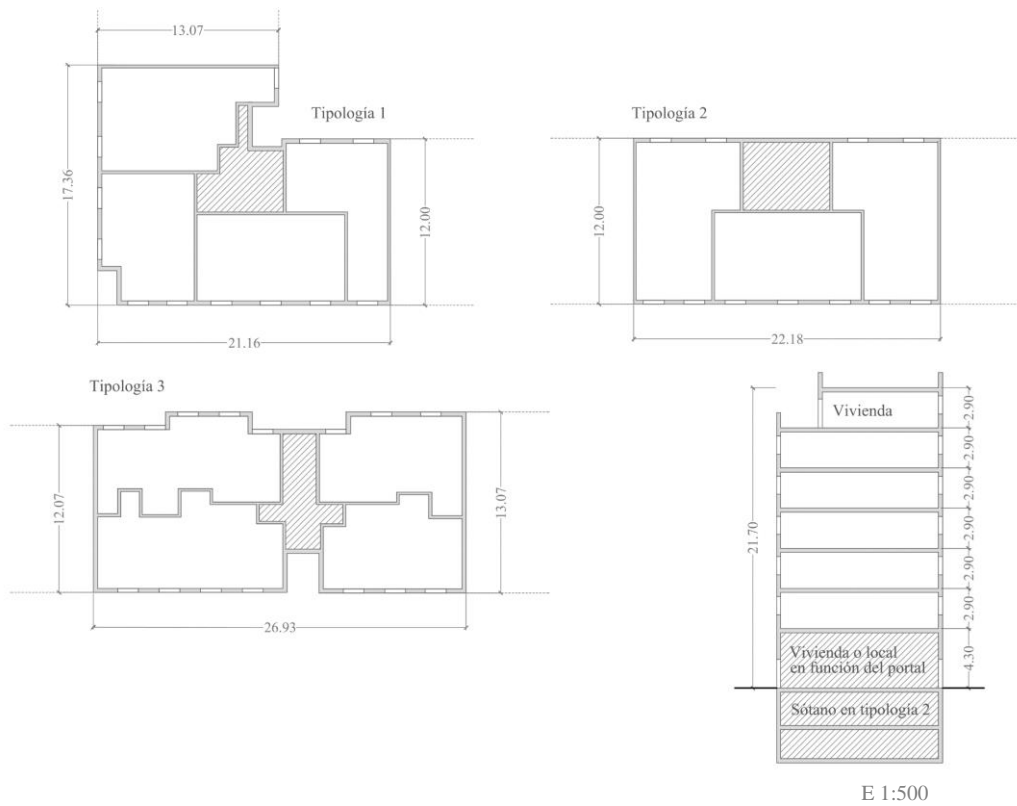 13.07
17.36
Tipología 1
12.00
21.16
Tipología 2
12.00
22.18
Tipología 3
12.07
13.07
26.93
Vivienda
2.90
2.90
2.90
2.90
2.90
2.90
21.70
Vivienda o local
en función del portal
4.30
Sótano en tipología 2
E 1:500